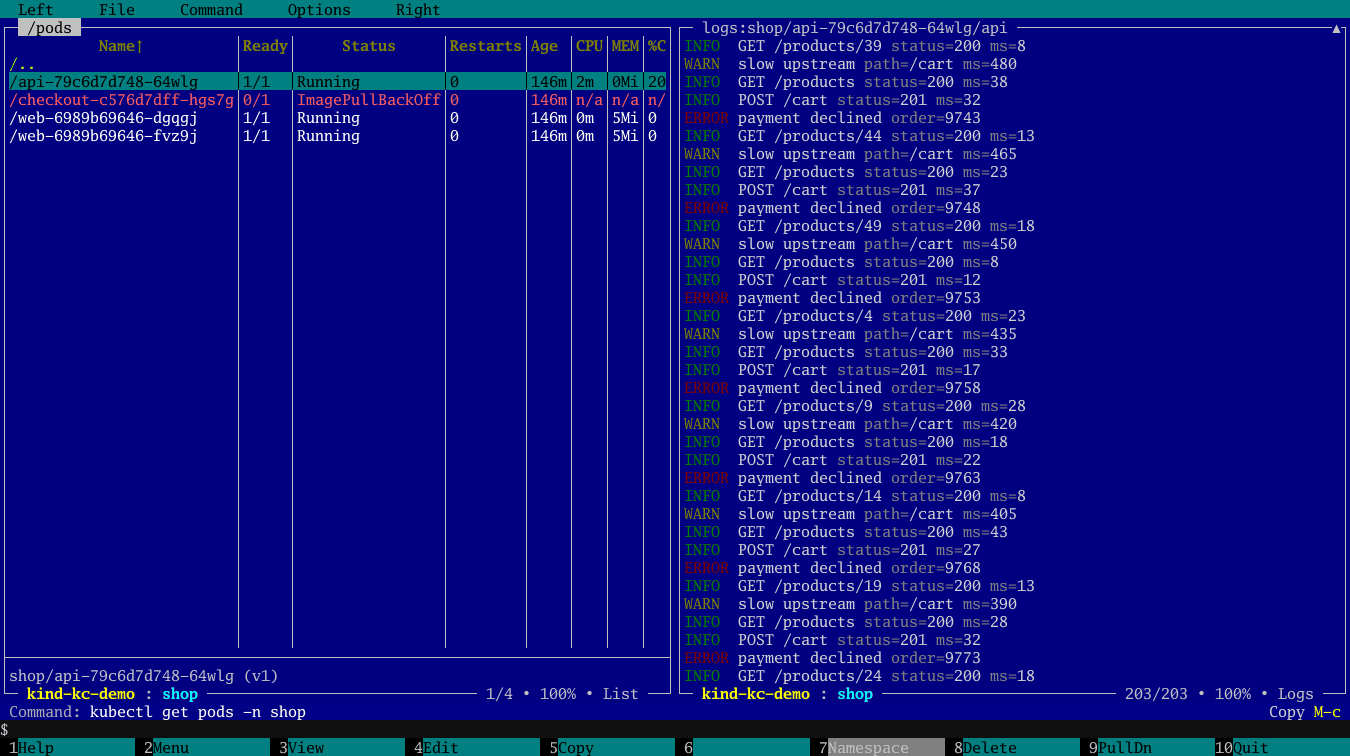 Left File Command Options Right
/pods
Name↑ Ready Status Restarts Age CPU MEM %C
/..
/api-79c6d7d748-64wlg 1/1 Running 0 146m 2m 0Mi 20
/checkout-c576d7dff-hgs7g 0/1 ImagePullBackOff 0 146m n/a n/a n/
/web-6989b69646-dgqgj 1/1 Running 0 146m 0m 5Mi 0
/web-6989b69646-fvz9j 1/1 Running 0 146m 0m 5Mi 0
shop/api-79c6d7d748-64wlg (v1)
kind-kc-demo : shop 1/4 • 100% • List
logs:shop/api-79c6d7d748-64wlg/api ▲
INFO GET /products/39 status=200 ms=8
WARN slow upstream path=/cart ms=480
INFO GET /products status=200 ms=38
INFO POST /cart status=201 ms=32
ERROR payment declined order=9743
INFO GET /products/44 status=200 ms=13
WARN slow upstream path=/cart ms=465
INFO GET /products status=200 ms=23
INFO POST /cart status=201 ms=37
ERROR payment declined order=9748
INFO GET /products/49 status=200 ms=18
WARN slow upstream path=/cart ms=450
INFO GET /products status=200 ms=8
INFO POST /cart status=201 ms=12
ERROR payment declined order=9753
INFO GET /products/4 status=200 ms=23
WARN slow upstream path=/cart ms=435
INFO GET /products status=200 ms=33
INFO POST /cart status=201 ms=17
ERROR payment declined order=9758
INFO GET /products/9 status=200 ms=28
WARN slow upstream path=/cart ms=420
INFO GET /products status=200 ms=18
INFO POST /cart status=201 ms=22
ERROR payment declined order=9763
INFO GET /products/14 status=200 ms=8
WARN slow upstream path=/cart ms=405
INFO GET /products status=200 ms=43
INFO POST /cart status=201 ms=27
ERROR payment declined order=9768
INFO GET /products/19 status=200 ms=13
WARN slow upstream path=/cart ms=390
INFO GET /products status=200 ms=28
INFO POST /cart status=201 ms=32
ERROR payment declined order=9773
INFO GET /products/24 status=200 ms=18
kind-kc-demo : shop 203/203 • 100% • Logs
Command: kubectl get pods -n shop Copy M-c
$
1Help 2Menu 3View 4Edit 5Copy 6 7Namespace 8Delete 9PullDn 10Quit